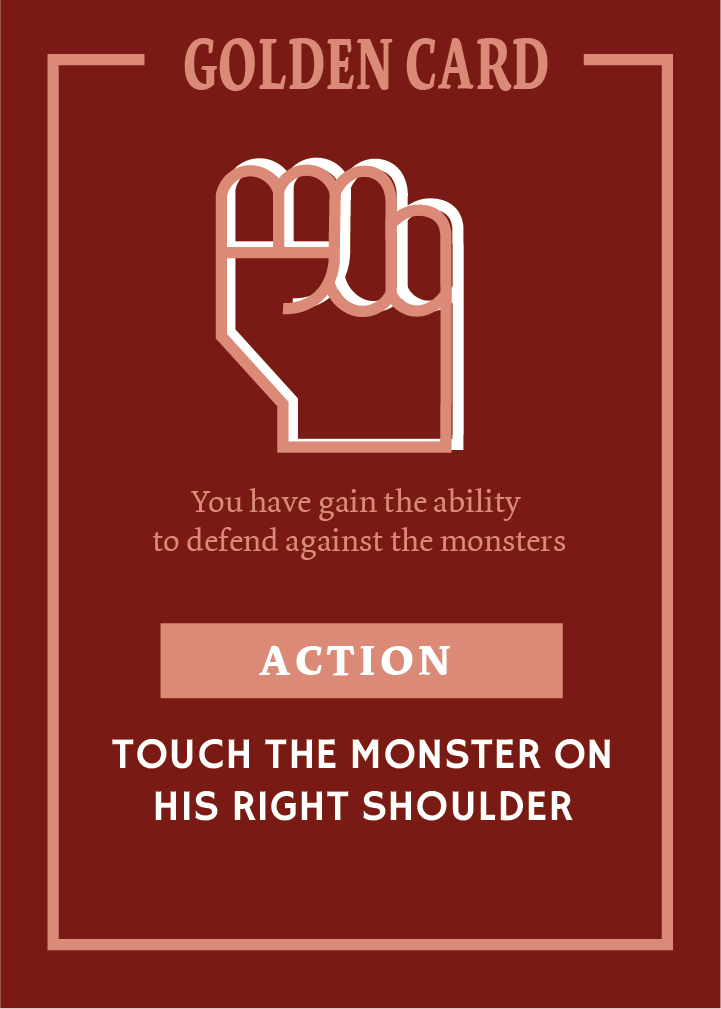 GOLDEN CARD
You have gain the ability
to defend against the monsters
ACTION
TOUCH THE MONSTER ON
HIS RIGHT SHOULDER